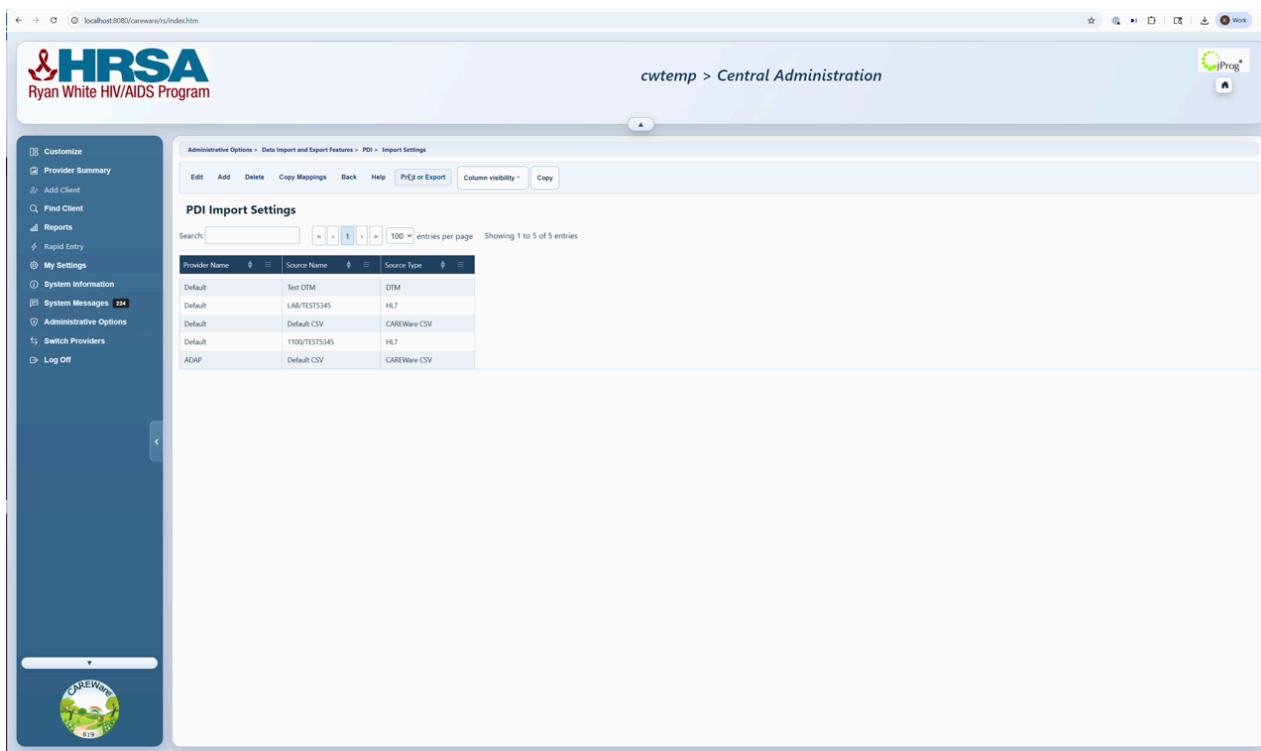 localhost:8080/careware/rs/index.htm
Work
HRSA
Ryan White HIV/AIDS Program
cwtemp > Central Administration
jProg
Customize
Provider Summary
Add Client
Find Client
Reports
Rapid Entry
My Settings
System Information
System Messages 224
Administrative Options
Switch Providers
Log Off
CAREWare
619
Administrative Options > Data Import and Export Features > PDI > Import Settings
Edit Add Delete Copy Mappings Back Help Print or Export Column visibility Copy
PDI Import Settings
Search: « ‹ 1 › » 100 entries per page Showing 1 to 5 of 5 entries
Provider Name Source Name Source Type
Default Test DTM DTM
Default LAB/TEST5345 HL7
Default Default CSV CAREWare CSV
Default 1100/TEST5345 HL7
ADAP Default CSV CAREWare CSV